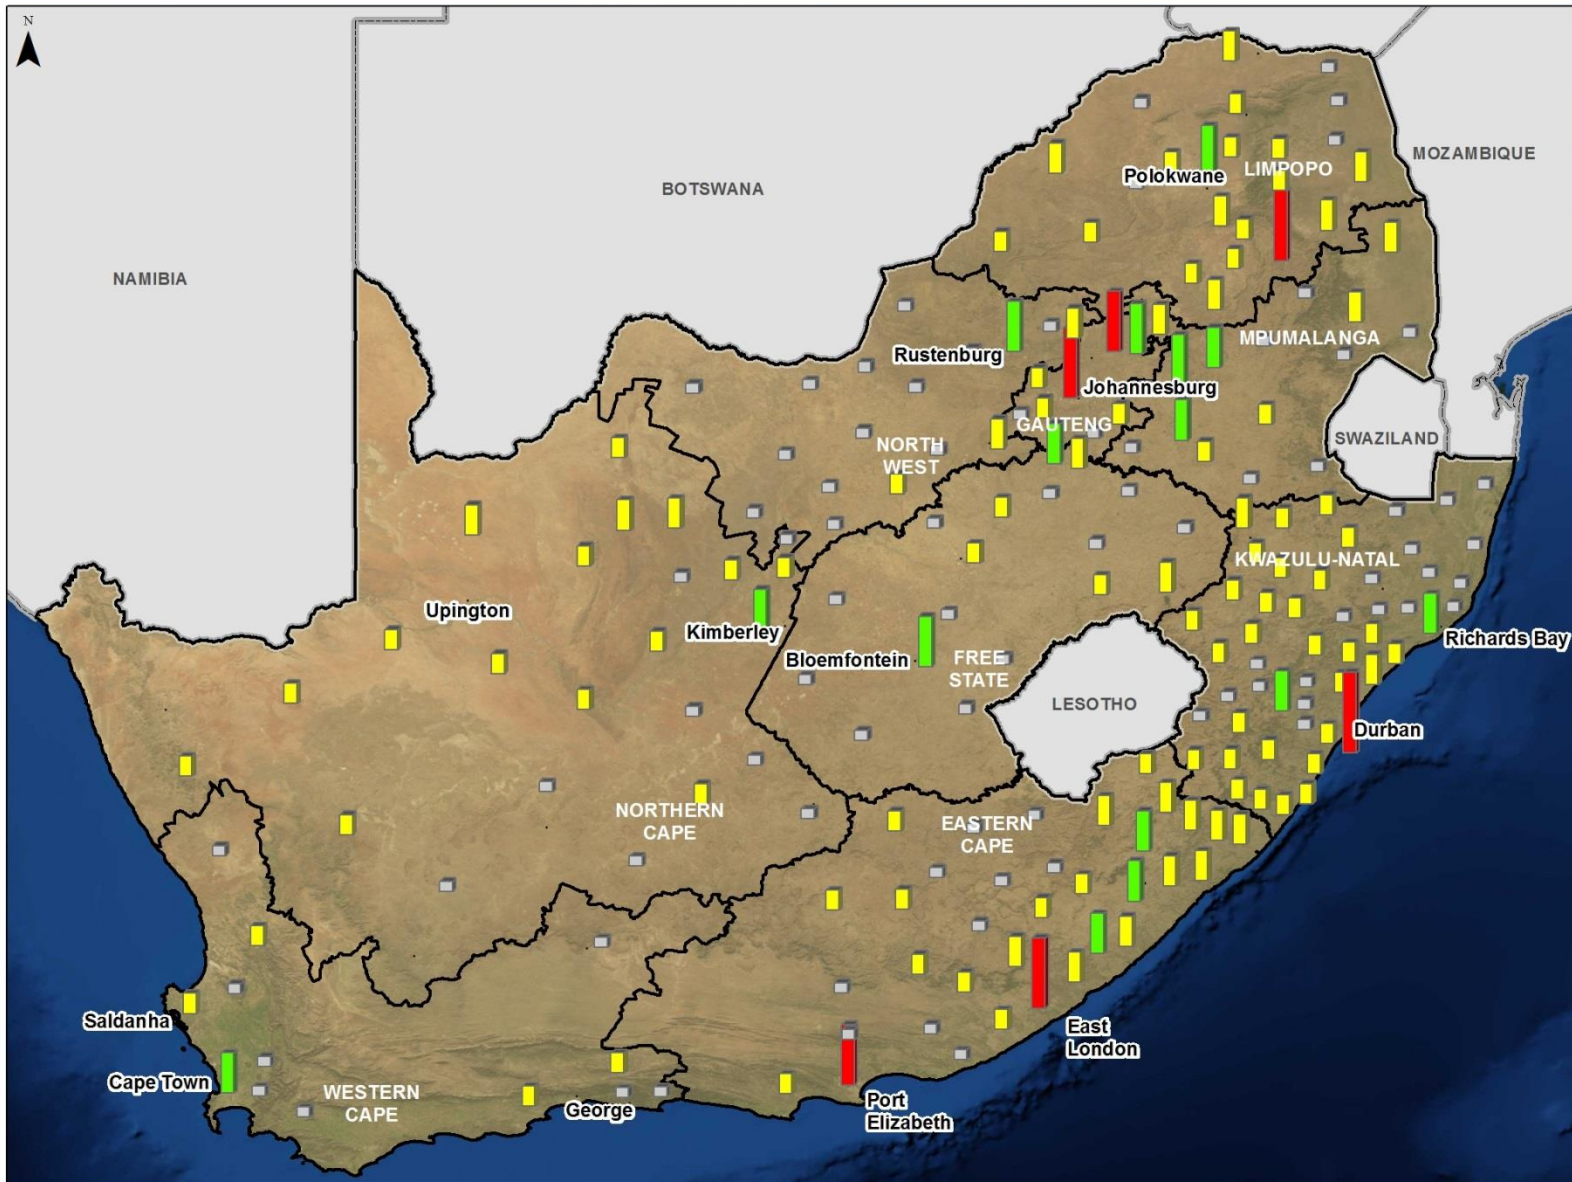 N
MOZAMBIQUE
LIMPOPO
Polokwane
BOTSWANA
NAMIBIA
MPUMALANGA
Rustenburg
Johannesburg
GAUTENG
SWAZILAND
NORTH
WEST
KWAZULU-NATAL
Upington
Kimberley
Richards Bay
Bloemfontein
FREE
STATE
LESOTHO
Durban
NORTHERN
CAPE
EASTERN
CAPE
Saldanha
East
London
Cape Town
WESTERN
CAPE
George
Port
Elizabeth